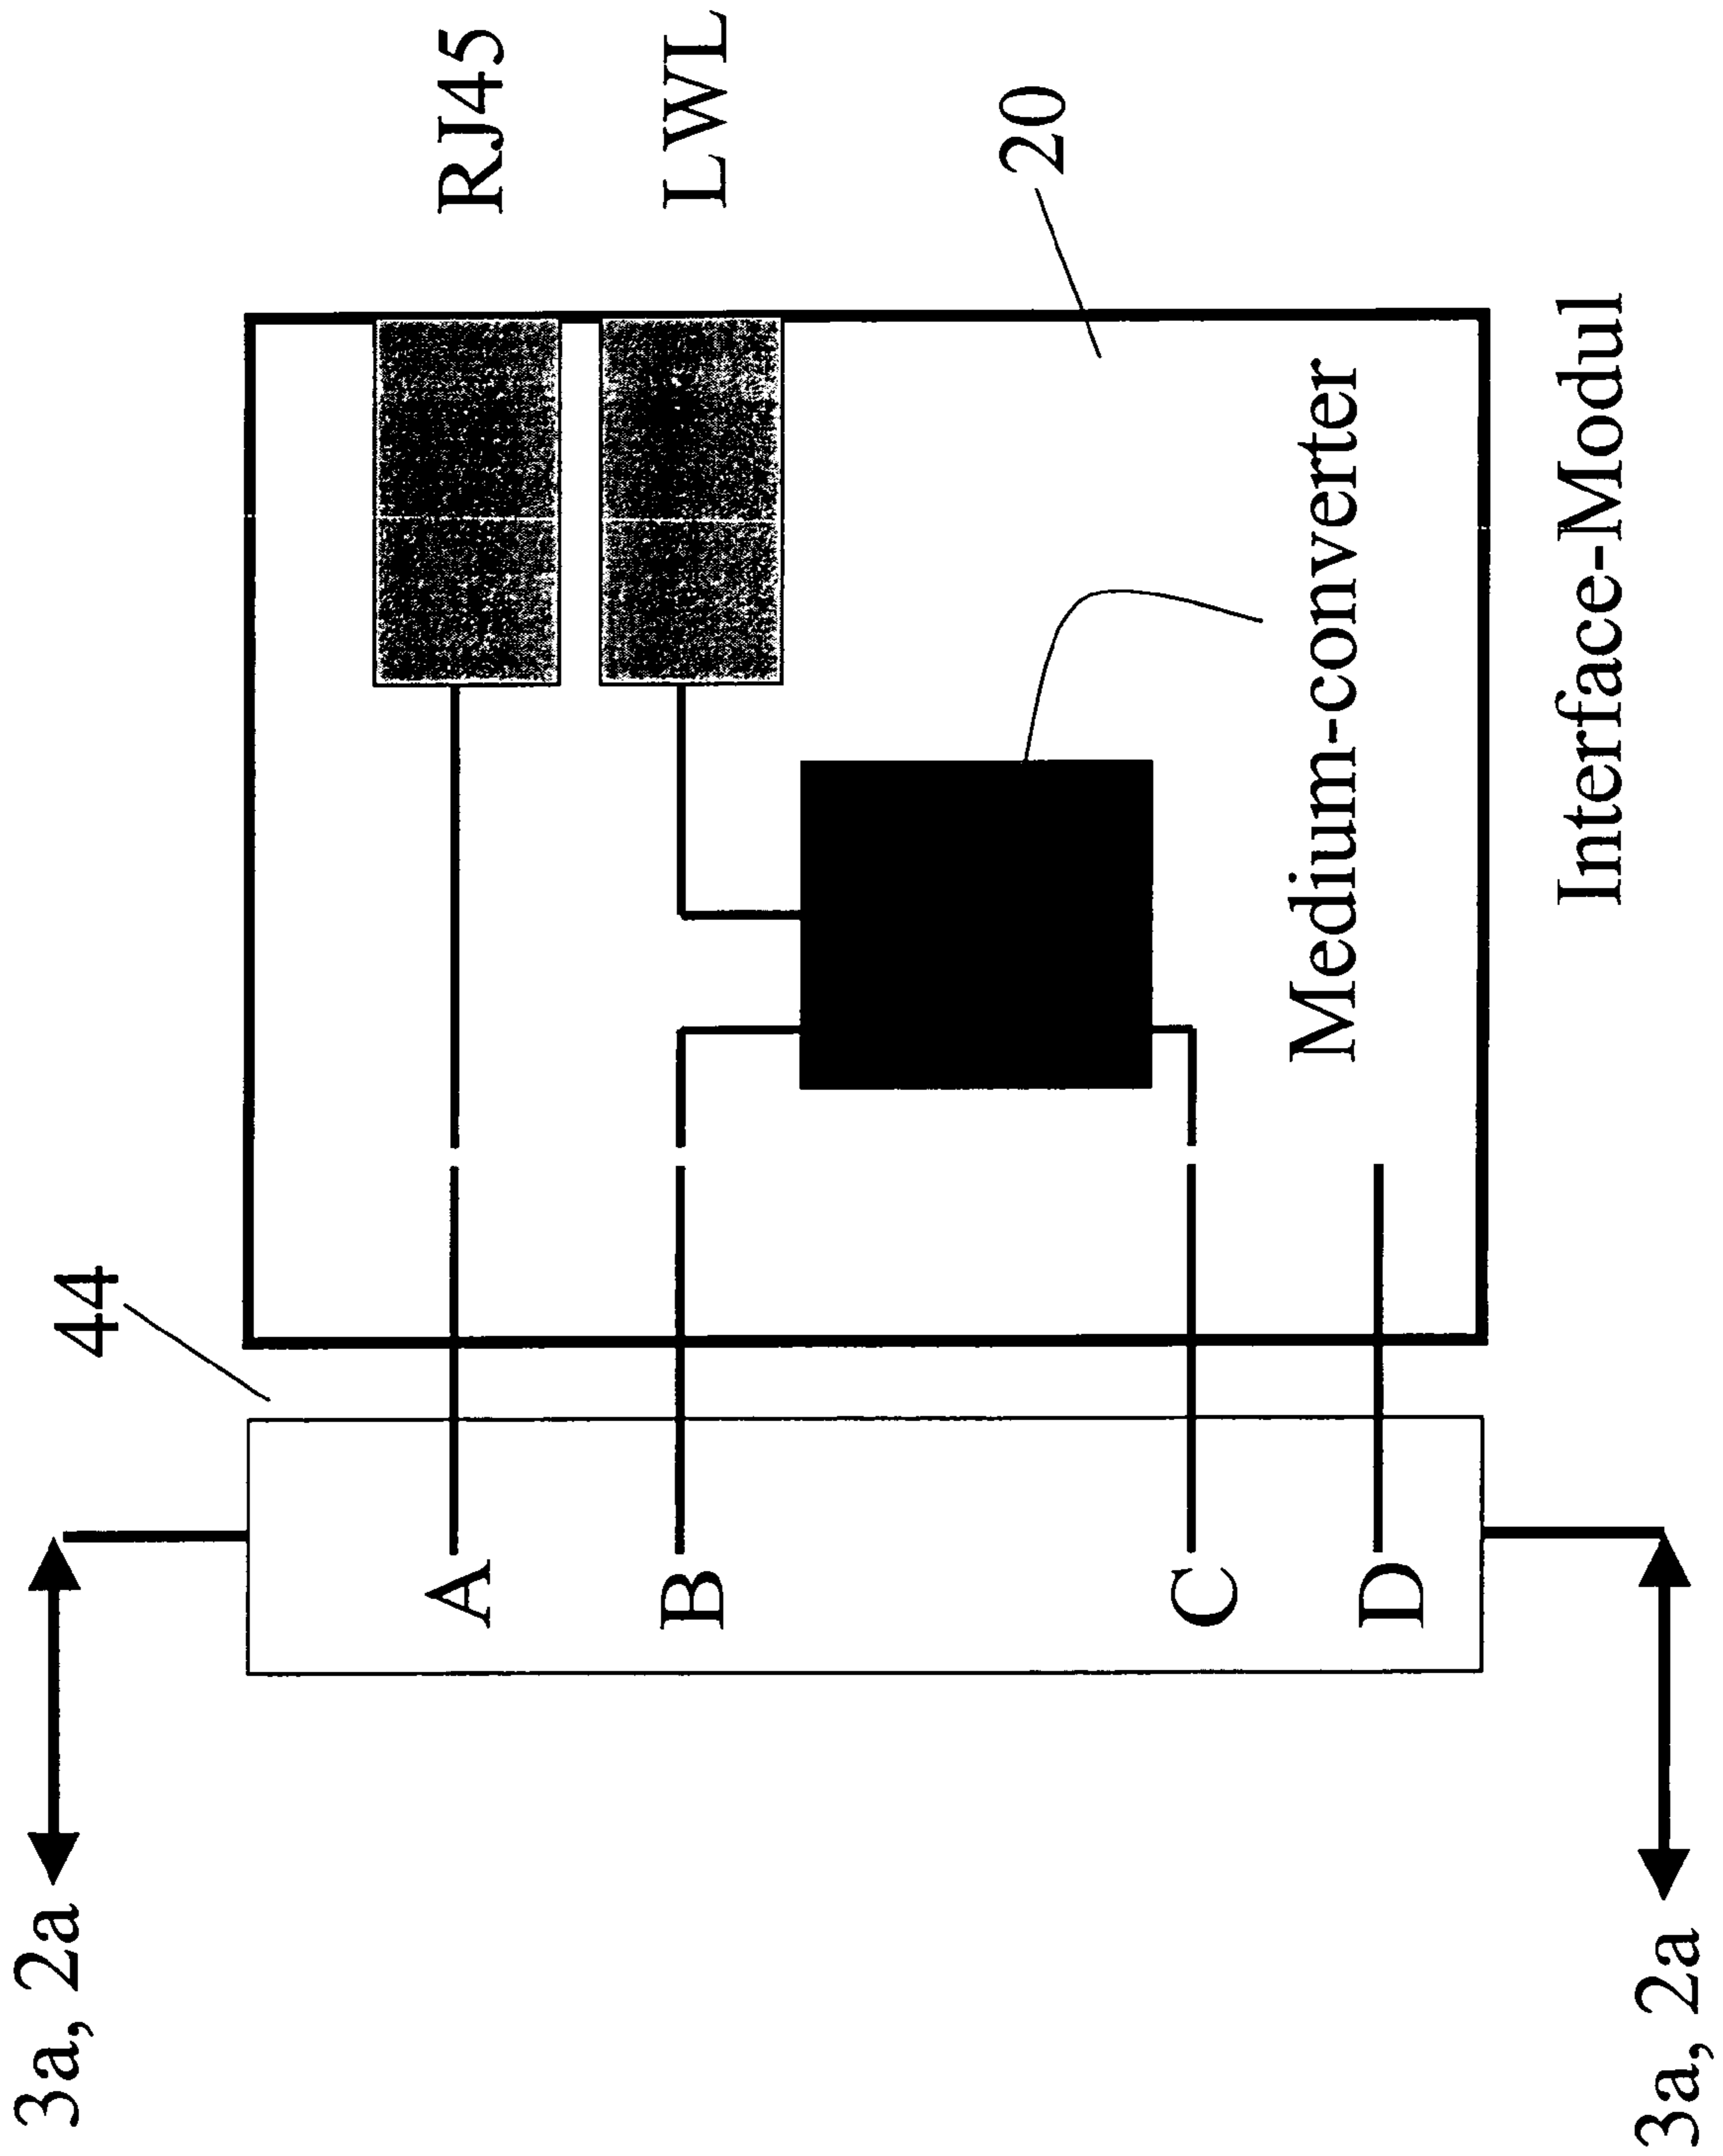 3a, 2a
44
A
B
C
D
RJ45
LWL
20
Medium-converter
Interface-Modul
3a, 2a